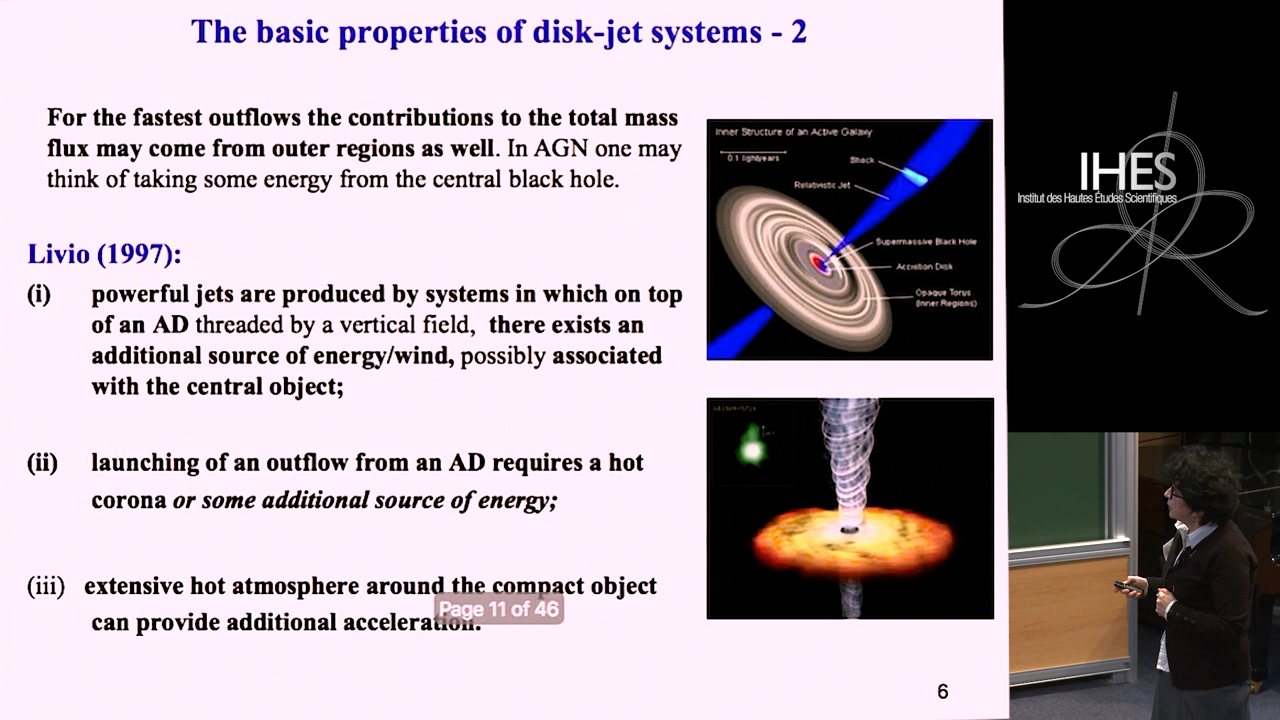 The basic properties of disk-jet systems - 2
For the fastest outflows the contributions to the total mass
flux may come from outer regions as well. In AGN one may
think of taking some energy from the central black hole.
Livio (1997):
(i) powerful jets are produced by systems in which on top
of an AD threaded by a vertical field, there exists an
additional source of energy/wind, possibly associated
with the central object;
(ii) launching of an outflow from an AD requires a hot
corona or some additional source of energy;
(iii) extensive hot atmosphere around the compact object
can provide additional acceleration.
Page 11 of 46
Inner Structure of an Active Galaxy
0.1 lightyears
Shock
Relativistic Jet
Supermassive Black Hole
Accretion Disk
Opaque Torus
(Inner Regions)
6
IHES
Institut des Hautes Études Scientifiques